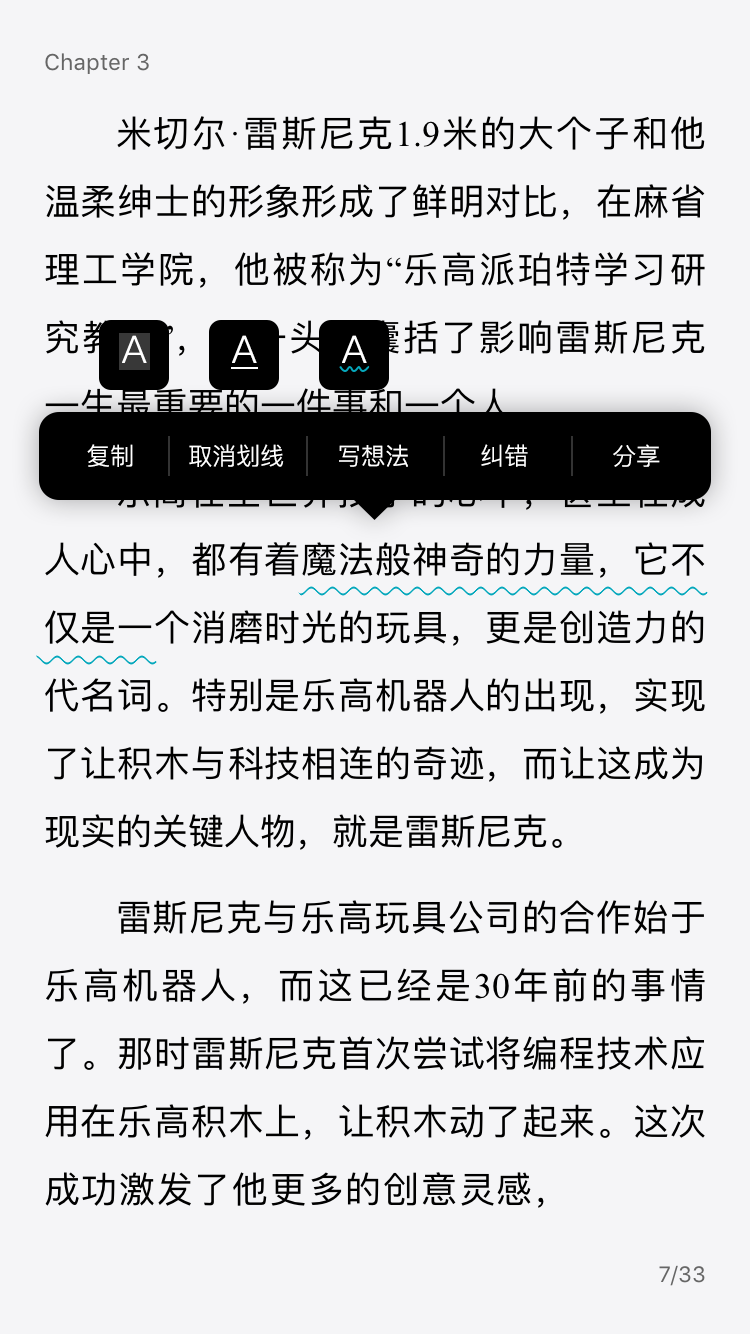 Chapter 3
米切尔·雷斯尼克1.9米的大个子和他
温柔绅士的形象形成了鲜明对比，在麻省
理工学院，他被称为“乐高派珀特学习研
究教”，一头囊括了影响雷斯尼克
A A A
一生最重要的一件事和一个人
复制 取消划线 写想法 纠错 分享
人心中，都有着魔法般神奇的力量，它不
仅是一个消磨时光的玩具，更是创造力的
代名词。特别是乐高机器人的出现，实现
了让积木与科技相连的奇迹，而让这成为
现实的关键人物，就是雷斯尼克。
雷斯尼克与乐高玩具公司的合作始于
乐高机器人，而这已经是30年前的事情
了。那时雷斯尼克首次尝试将编程技术应
用在乐高积木上，让积木动了起来。这次
成功激发了他更多的创意灵感，
7/33